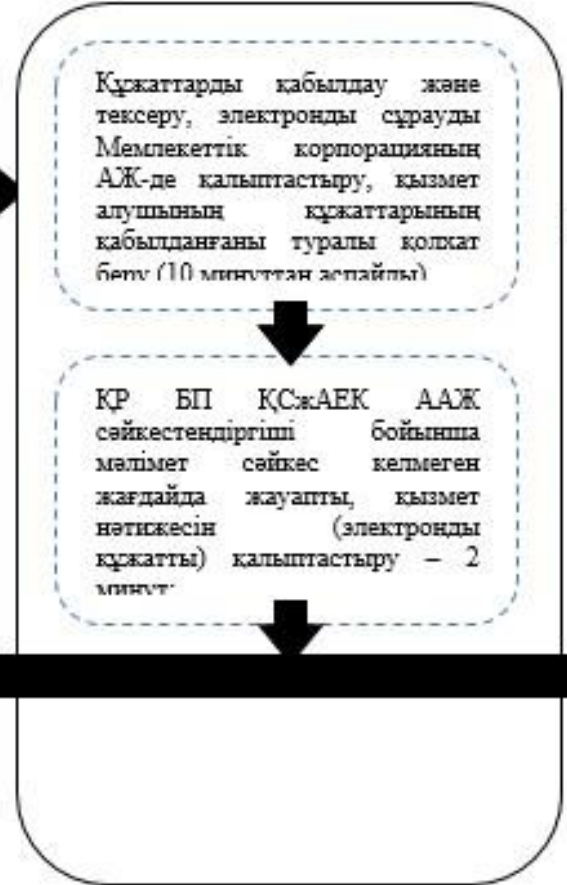 Құжаттарды қабылдау және
тексеру, электронды сұрауды
Мемлекеттік корпорацияның
АЖ-де қалыптастыру, қызмет
алушының құжаттарының
қабылданғаны туралы қолхат
беру (10 минуттан аспайды)
ҚР БП ҚСжАЕК ААЖ
сәйкестендіргіші бойынша
мәлімет сәйкес келмеген
жағдайда жауапты, қызмет
нәтижесін (электронды
құжатты) қалыптастыру – 2
минут;